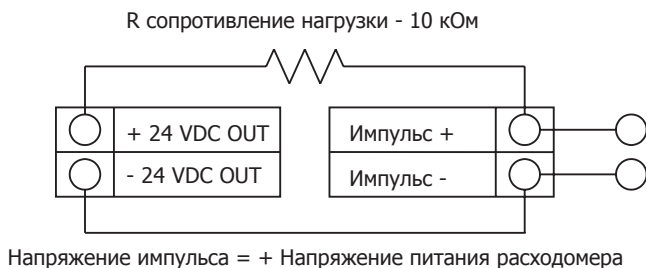 R сопротивление нагрузки - 10 кОм
+ 24 VDC OUT
- 24 VDC OUT
Импульс +
Импульс -
Напряжение импульса = + Напряжение питания расходомера